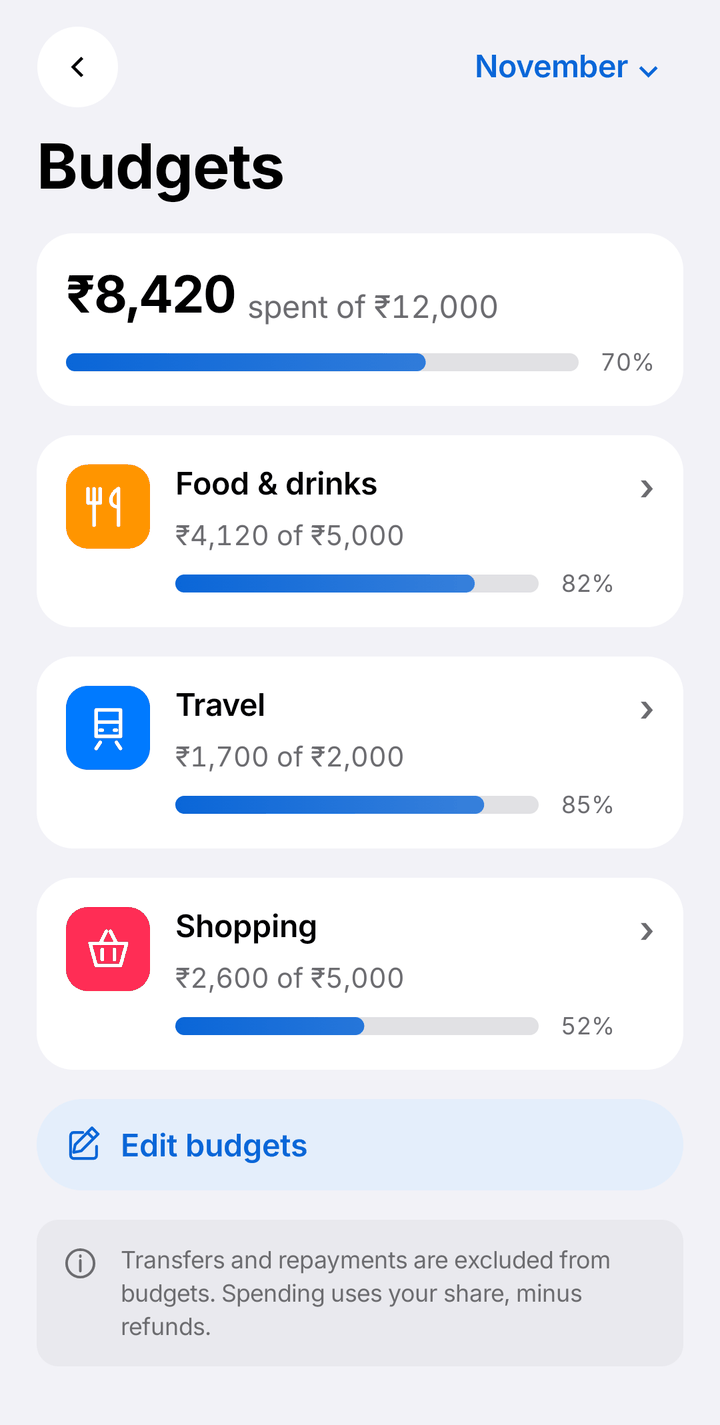 November
Budgets
₹8,420 spent of ₹12,000
70%
Food & drinks
₹4,120 of ₹5,000
82%
Travel
₹1,700 of ₹2,000
85%
Shopping
₹2,600 of ₹5,000
52%
Edit budgets
Transfers and repayments are excluded from
budgets. Spending uses your share, minus
refunds.